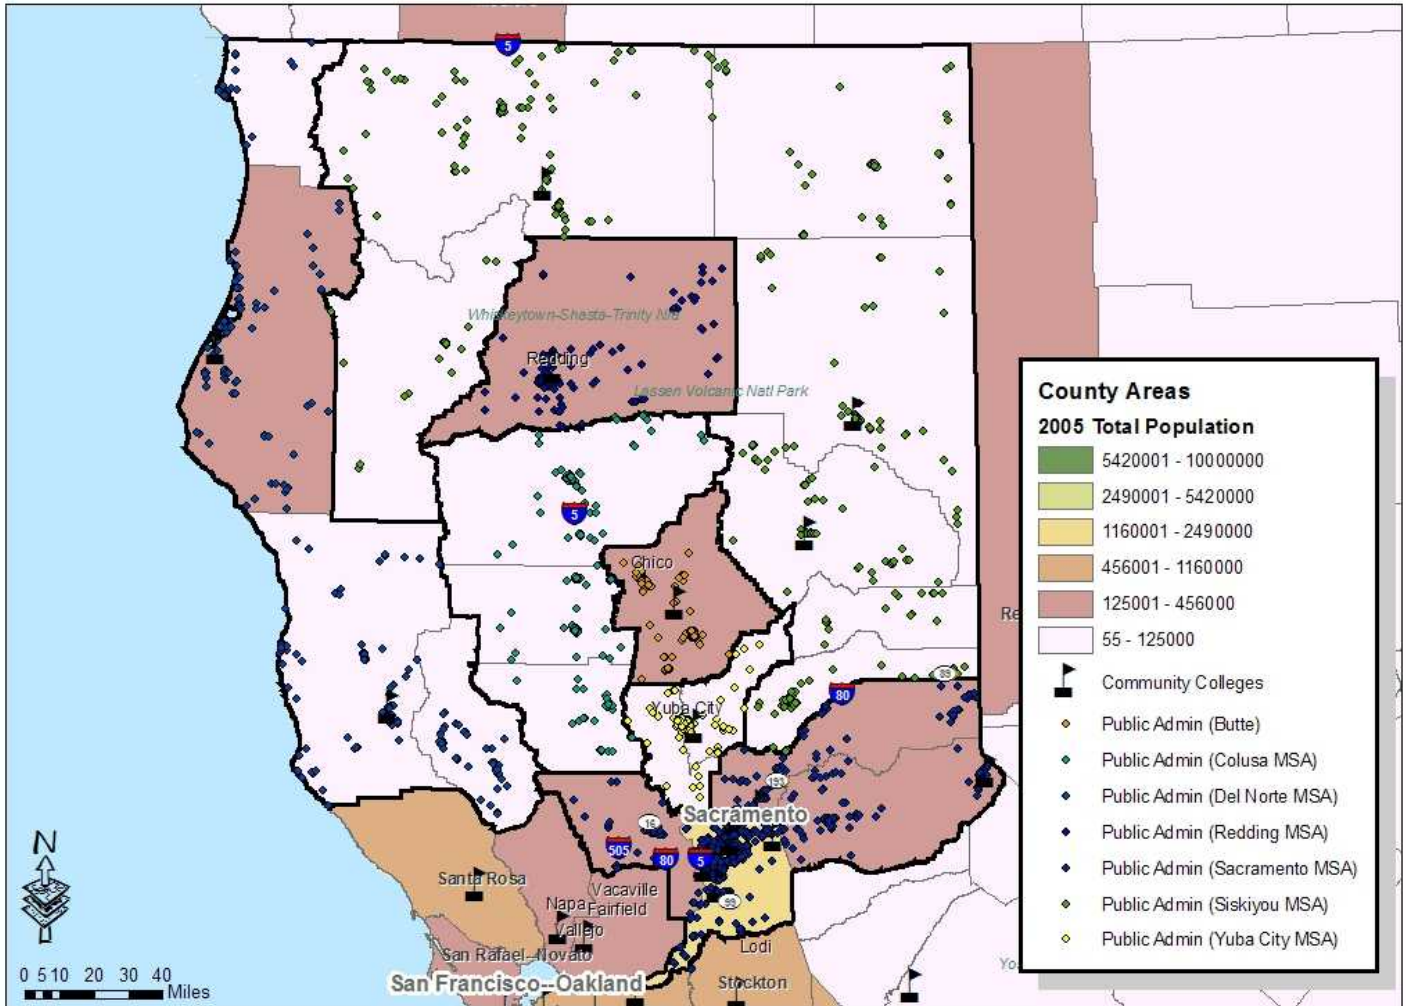 5
Whiskeytown-Shasta-Trinity Nra
Redding
Lassen Volcanic Natl Park
5
Chico
Re
89
80
Yuba City
193
Sacramento
16
505
80
5
Santa Rosa
Vacaville
Napa
Fairfield
99
Vallejo
Lodi
San Rafael--Novato
San Francisco--Oakland
Stockton
Yo
N
0 5 10 20 30 40
Miles
County Areas
2005 Total Population
5420001 - 10000000
2490001 - 5420000
1160001 - 2490000
456001 - 1160000
125001 - 456000
55 - 125000
Community Colleges
Public Admin (Butte)
Public Admin (Colusa MSA)
Public Admin (Del Norte MSA)
Public Admin (Redding MSA)
Public Admin (Sacramento MSA)
Public Admin (Siskiyou MSA)
Public Admin (Yuba City MSA)